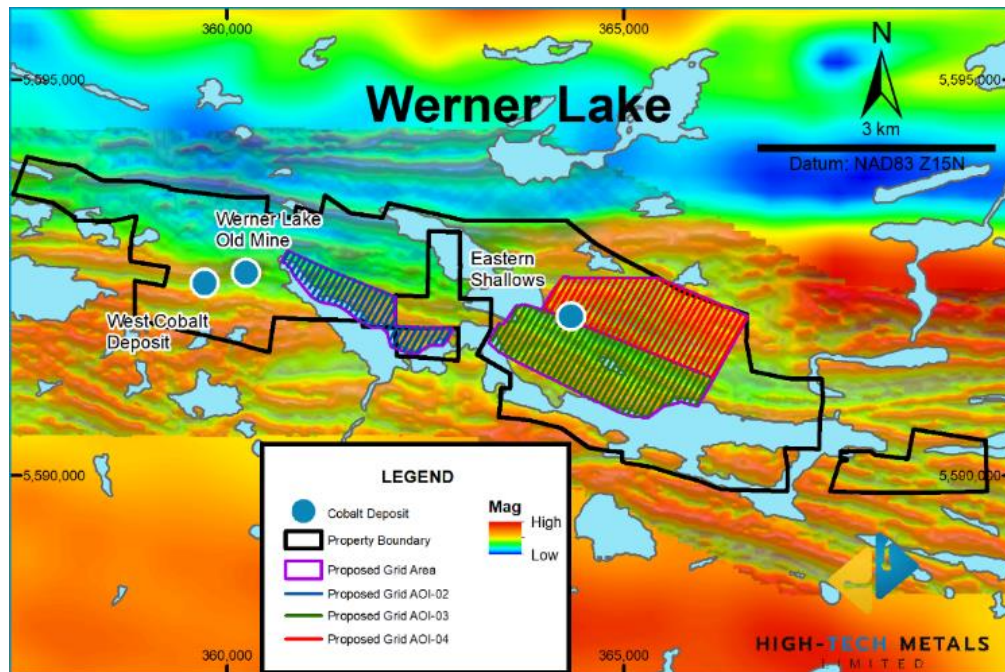 360,000
365,000
5,595,000
5,595,000
N
Werner Lake
3 km
Datum: NAD83 Z15N
Werner Lake
Old Mine
Eastern
Shallows
West Cobalt
Deposit
5,590,000
5,590,000
LEGEND
Cobalt Deposit
Property Boundary
Proposed Grid Area
Proposed Grid AOI-02
Proposed Grid AOI-03
Proposed Grid AOI-04
Mag
High
Low
360,000
365,000
HIGH-TECH METALS
LIMITED